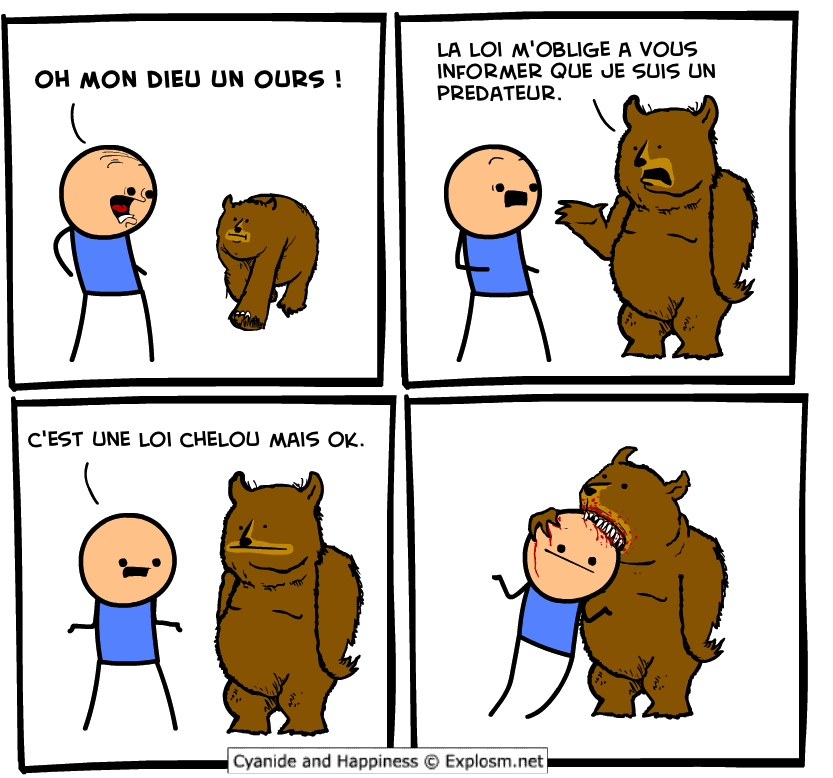 OH MON DIEU UN OURS !
LA LOI M'OBLIGE A VOUS
INFORMER QUE JE SUIS UN
PREDATEUR.
C'EST UNE LOI CHELOU MAIS OK.
Cyanide and Happiness © Explosm.net